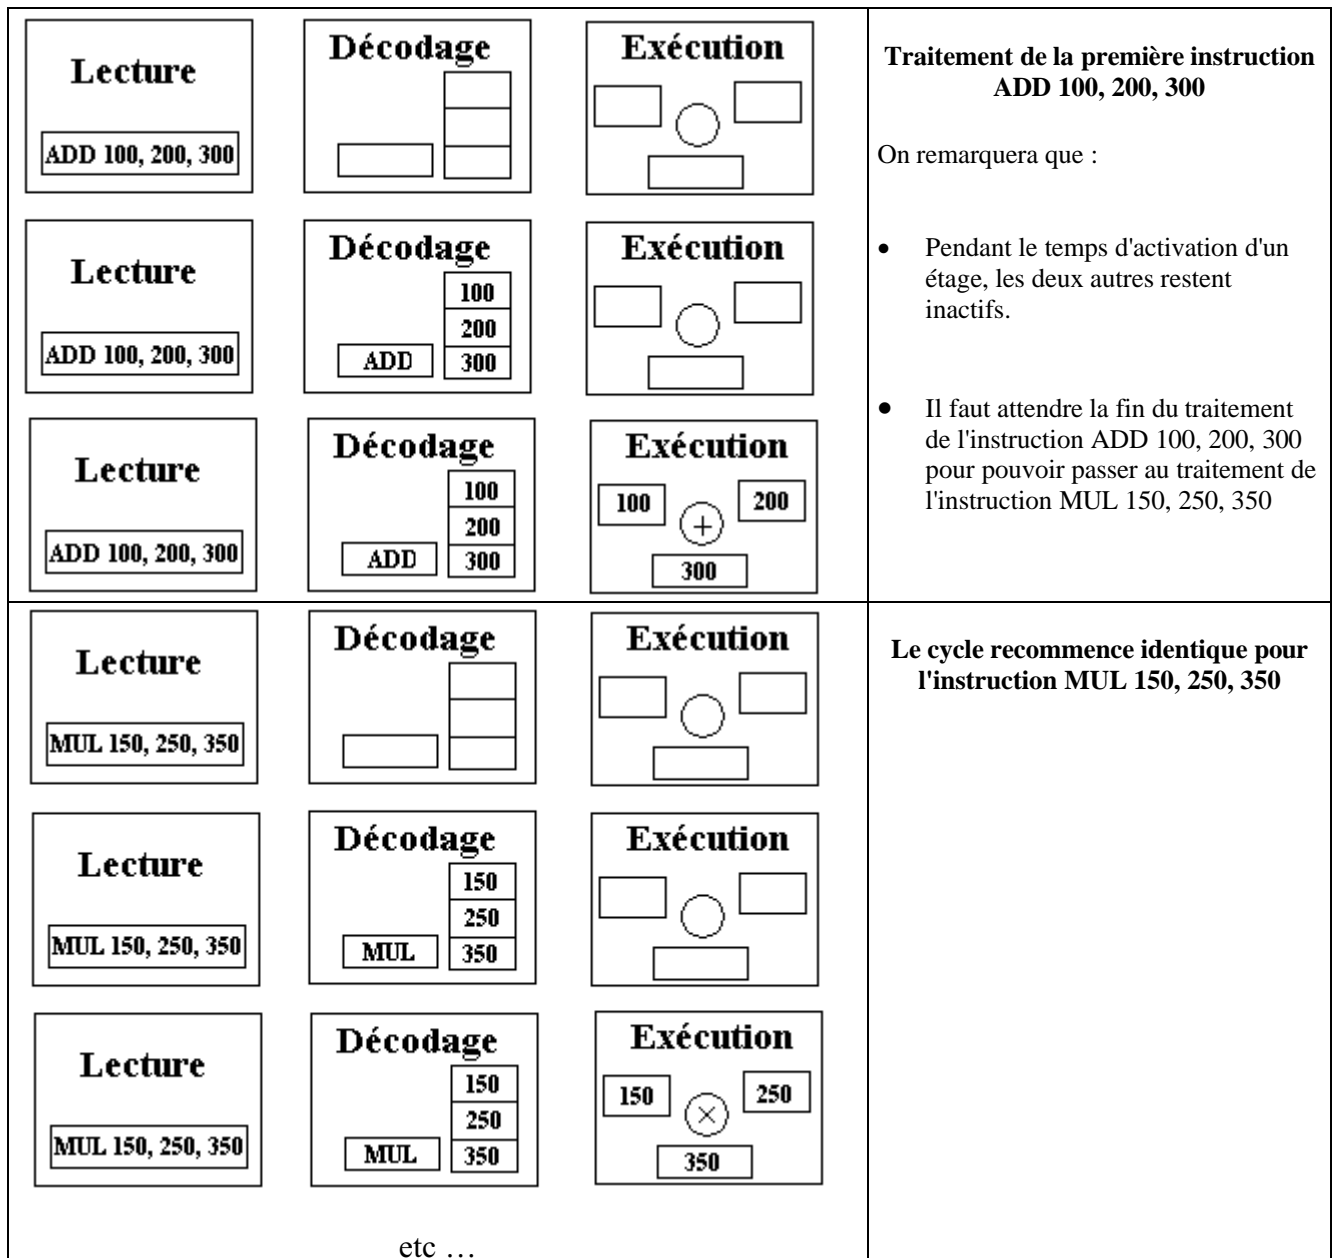 Lecture
ADD 100, 200, 300
Décodage
Exécution
Lecture
ADD 100, 200, 300
Décodage
100
200
ADD 300
Exécution
Lecture
ADD 100, 200, 300
Décodage
100
200
ADD 300
Exécution
100 + 200
300
Traitement de la première instruction
ADD 100, 200, 300
On remarquera que :
• Pendant le temps d'activation d'un
étage, les deux autres restent
inactifs.
• Il faut attendre la fin du traitement
de l'instruction ADD 100, 200, 300
pour pouvoir passer au traitement de
l'instruction MUL 150, 250, 350
Lecture
MUL 150, 250, 350
Décodage
Exécution
Lecture
MUL 150, 250, 350
Décodage
150
250
MUL 350
Exécution
Lecture
MUL 150, 250, 350
Décodage
150
250
MUL 350
Exécution
150 × 250
350
etc …
Le cycle recommence identique pour
l'instruction MUL 150, 250, 350